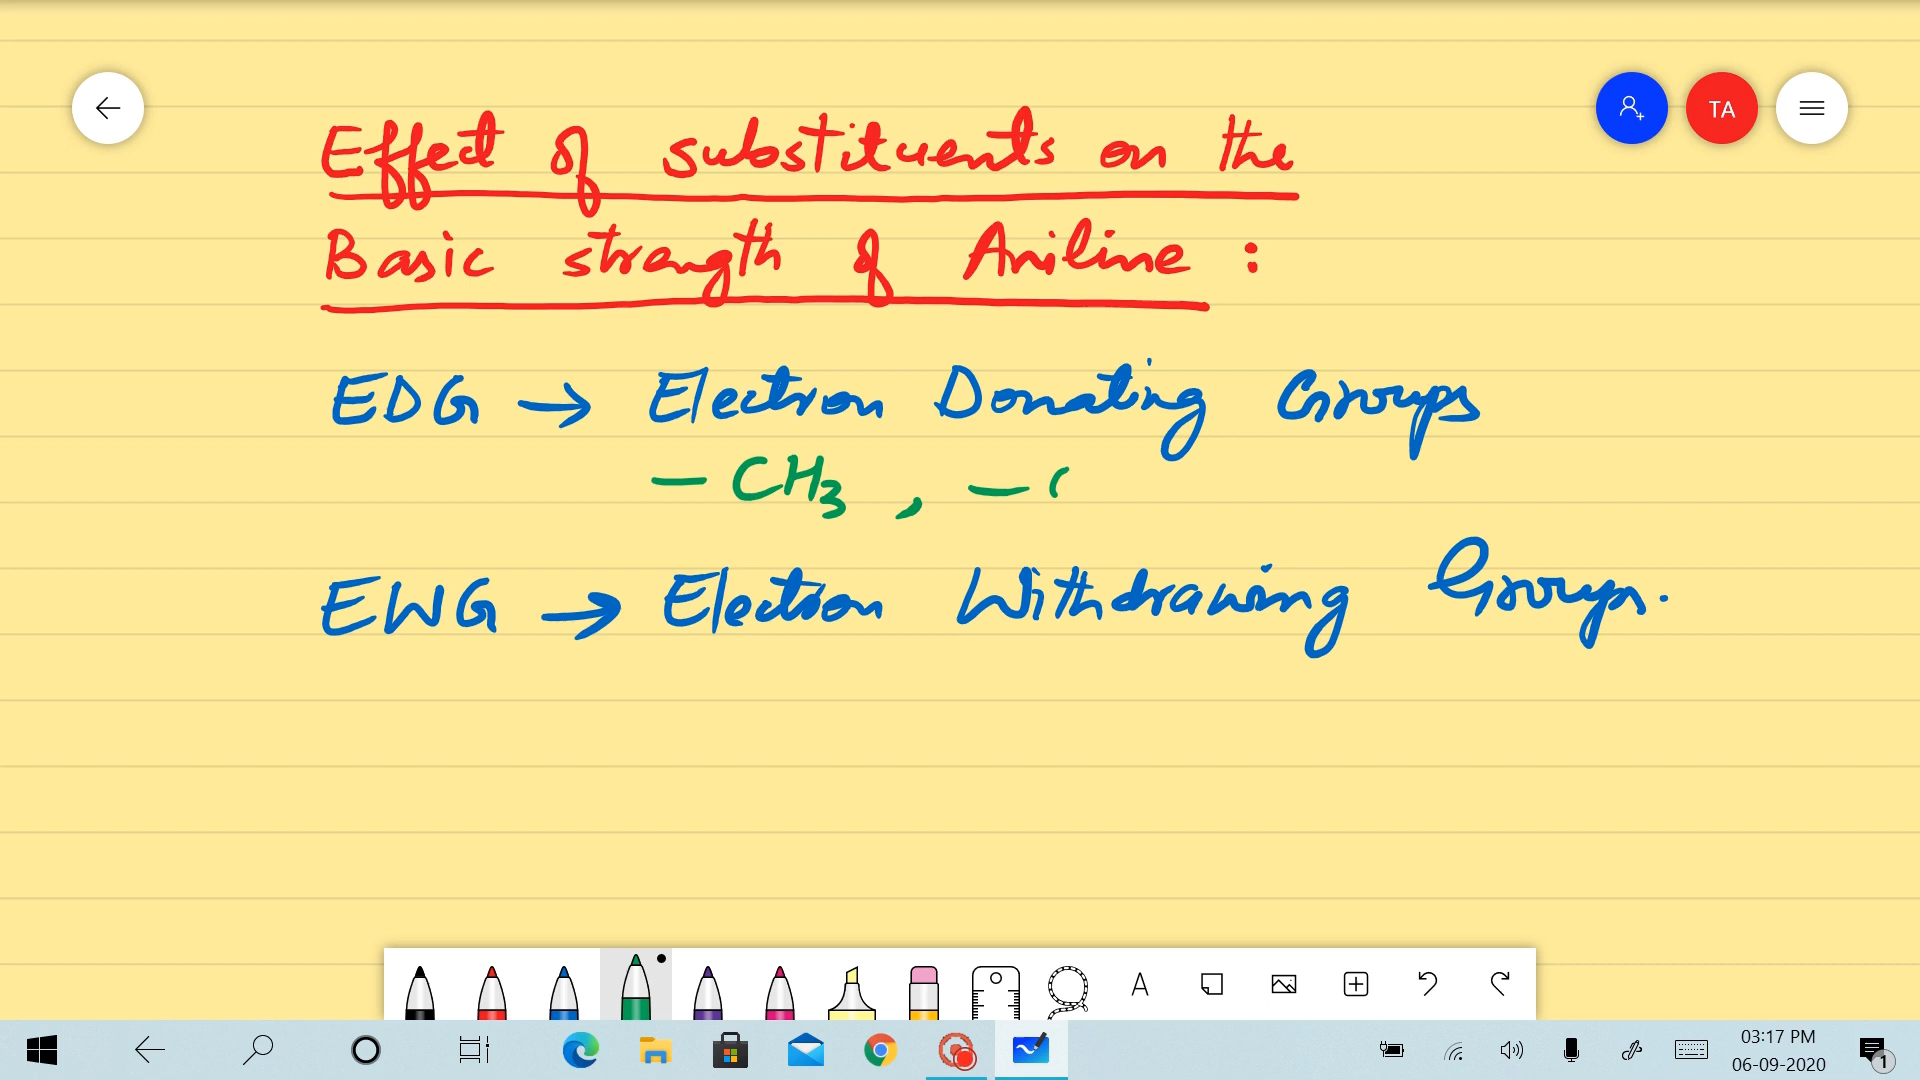 TA
Effect of substituents on the
Basic strength of Aniline :
EDG → Electron Donating Groups
- CH3 , -
EWG → Electron Withdrawing Groups.
A
03:17 PM
06-09-2020
1